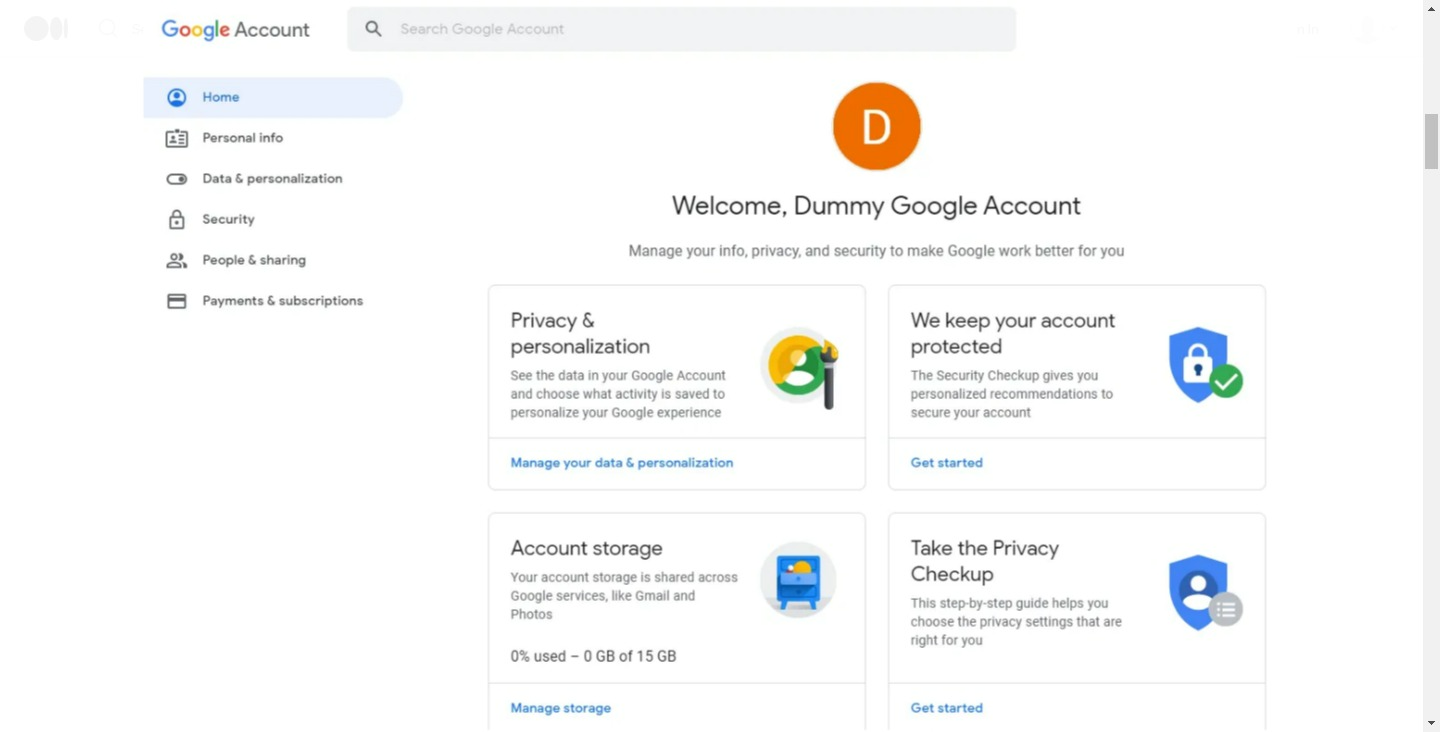 Google Account
Search Google Account
Home
Personal info
Data & personalization
Security
People & sharing
Payments & subscriptions
D
Welcome, Dummy Google Account
Manage your info, privacy, and security to make Google work better for you
Privacy &
personalization
See the data in your Google Account
and choose what activity is saved to
personalize your Google experience
Manage your data & personalization
We keep your account
protected
The Security Checkup gives you
personalized recommendations to
secure your account
Get started
Account storage
Your account storage is shared across
Google services, like Gmail and
Photos
0% used – 0 GB of 15 GB
Manage storage
Take the Privacy
Checkup
This step-by-step guide helps you
choose the privacy settings that are
right for you
Get started